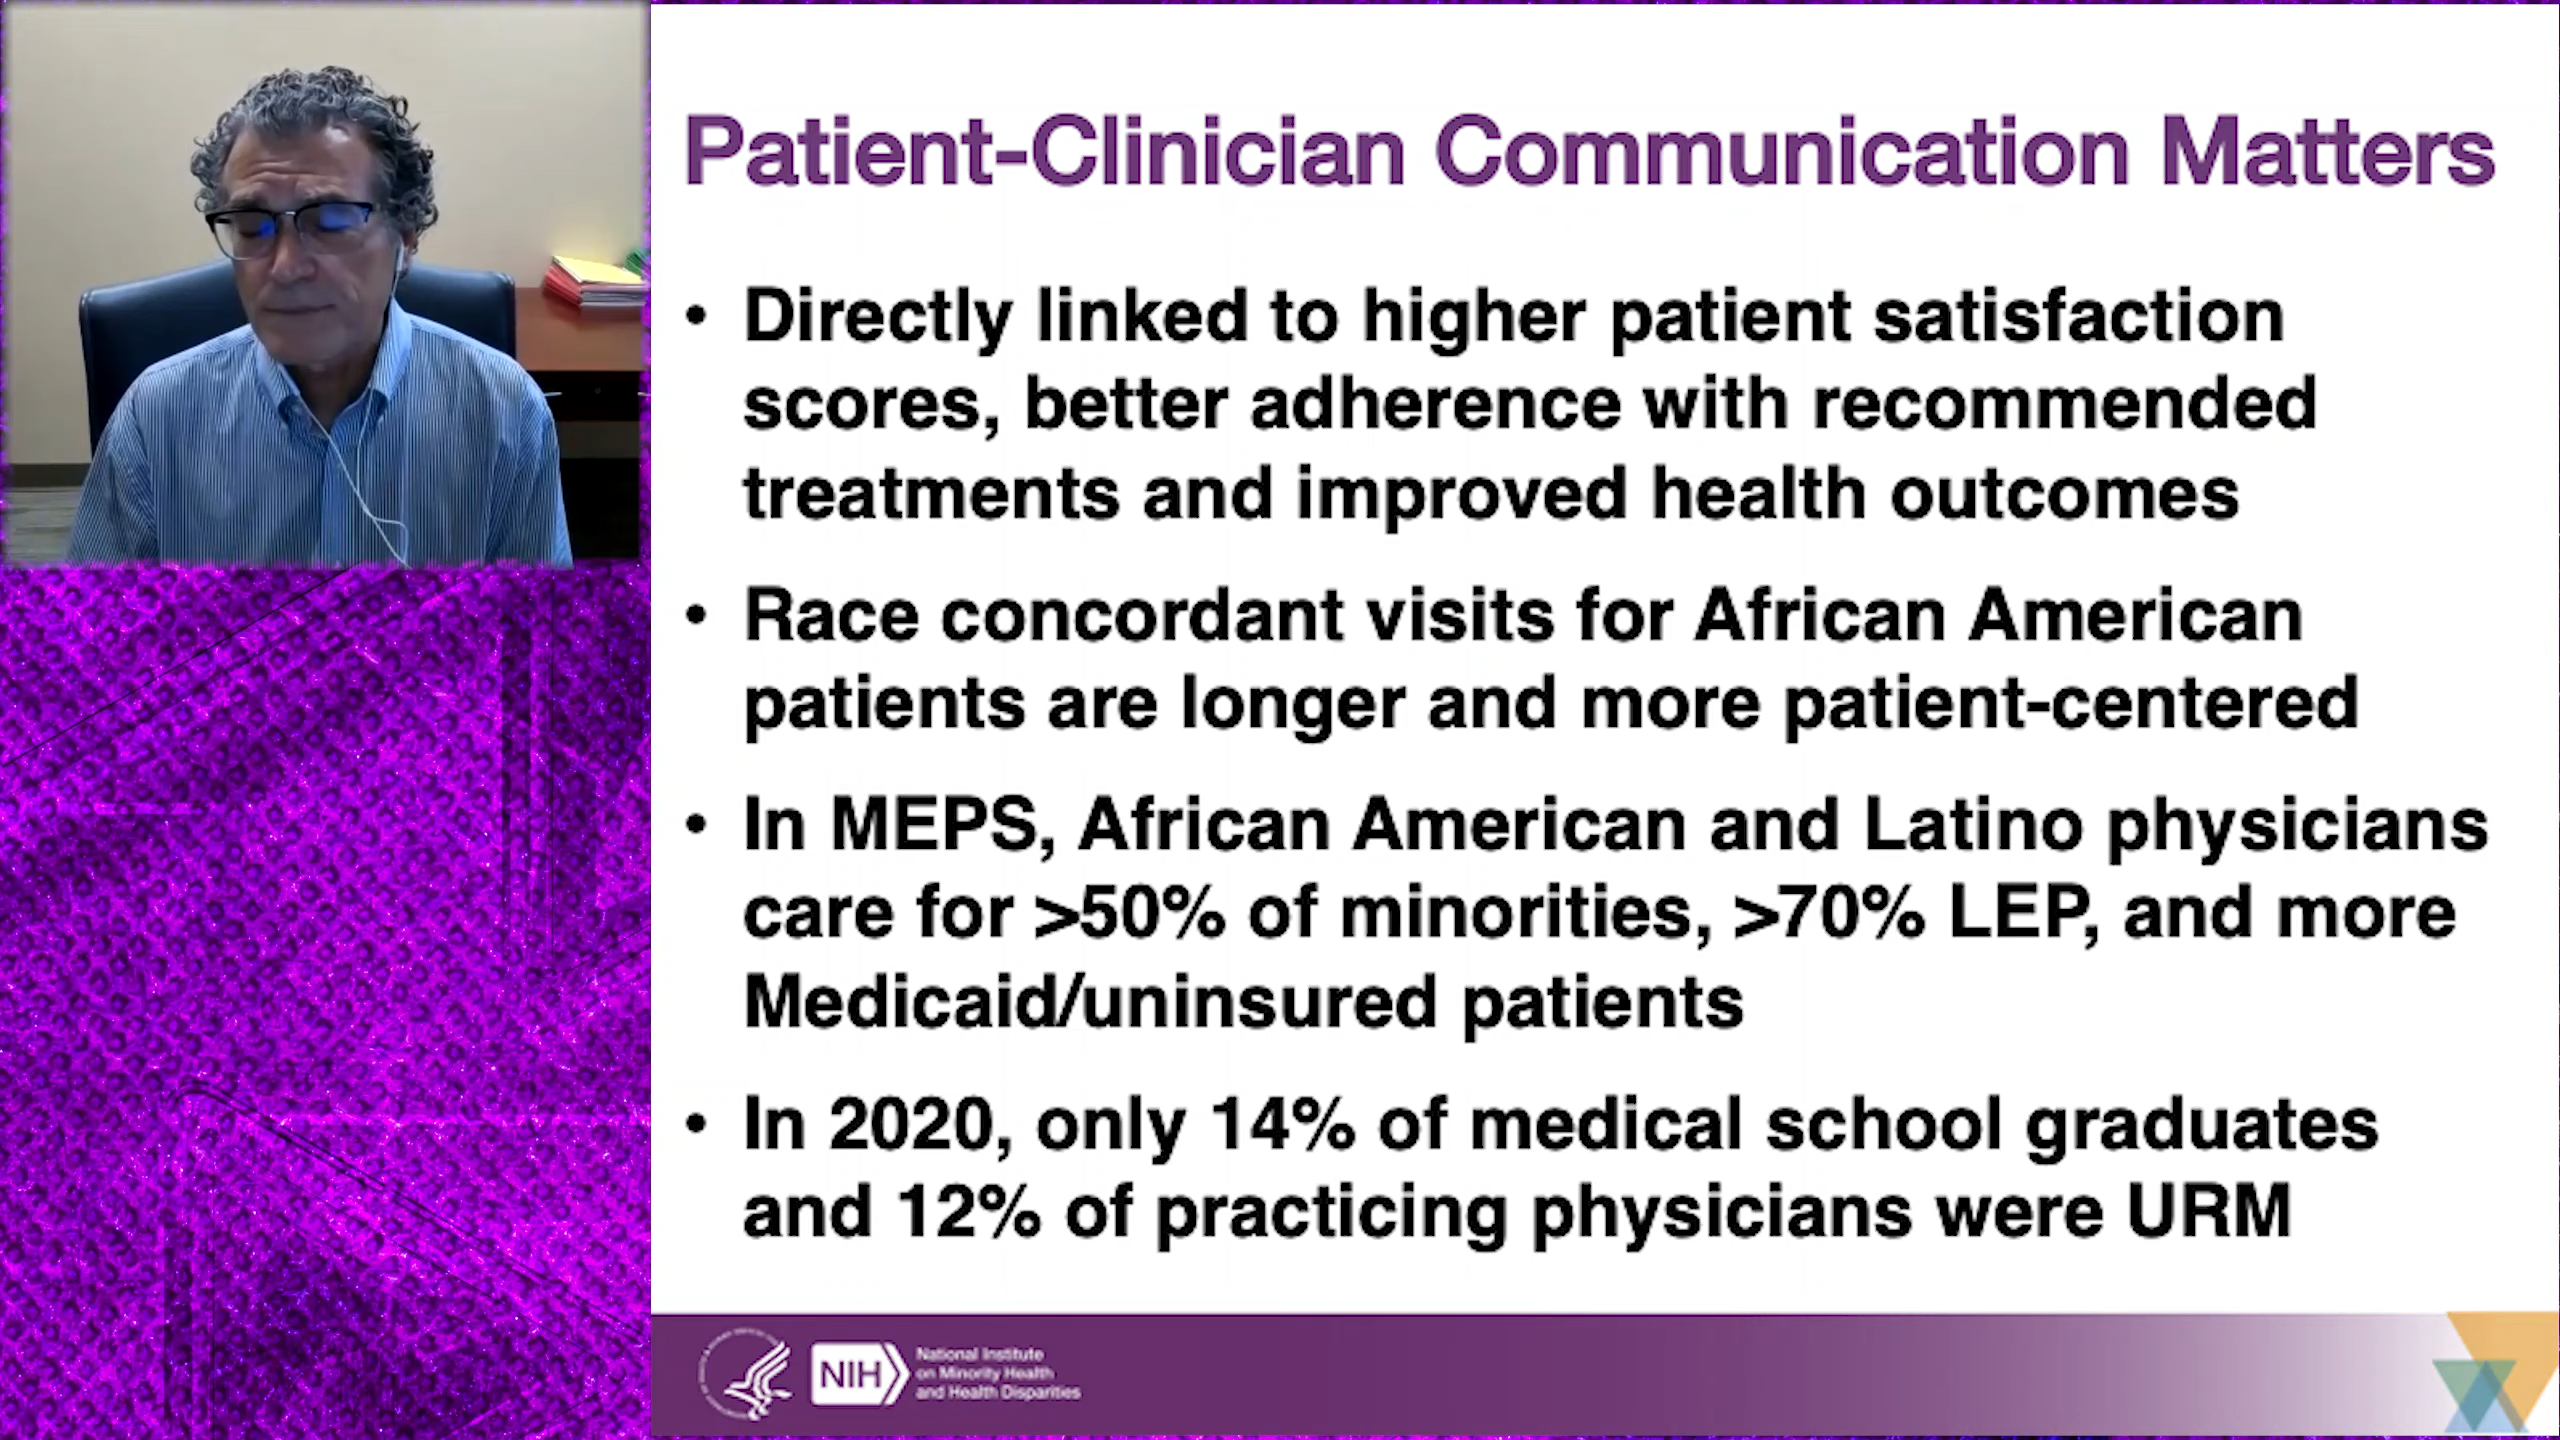 Patient-Clinician Communication Matters
• Directly linked to higher patient satisfaction
scores, better adherence with recommended
treatments and improved health outcomes
• Race concordant visits for African American
patients are longer and more patient-centered
• In MEPS, African American and Latino physicians
care for >50% of minorities, >70% LEP, and more
Medicaid/uninsured patients
• In 2020, only 14% of medical school graduates
and 12% of practicing physicians were URM
NIH
National Institute
on Minority Health
and Health Disparities